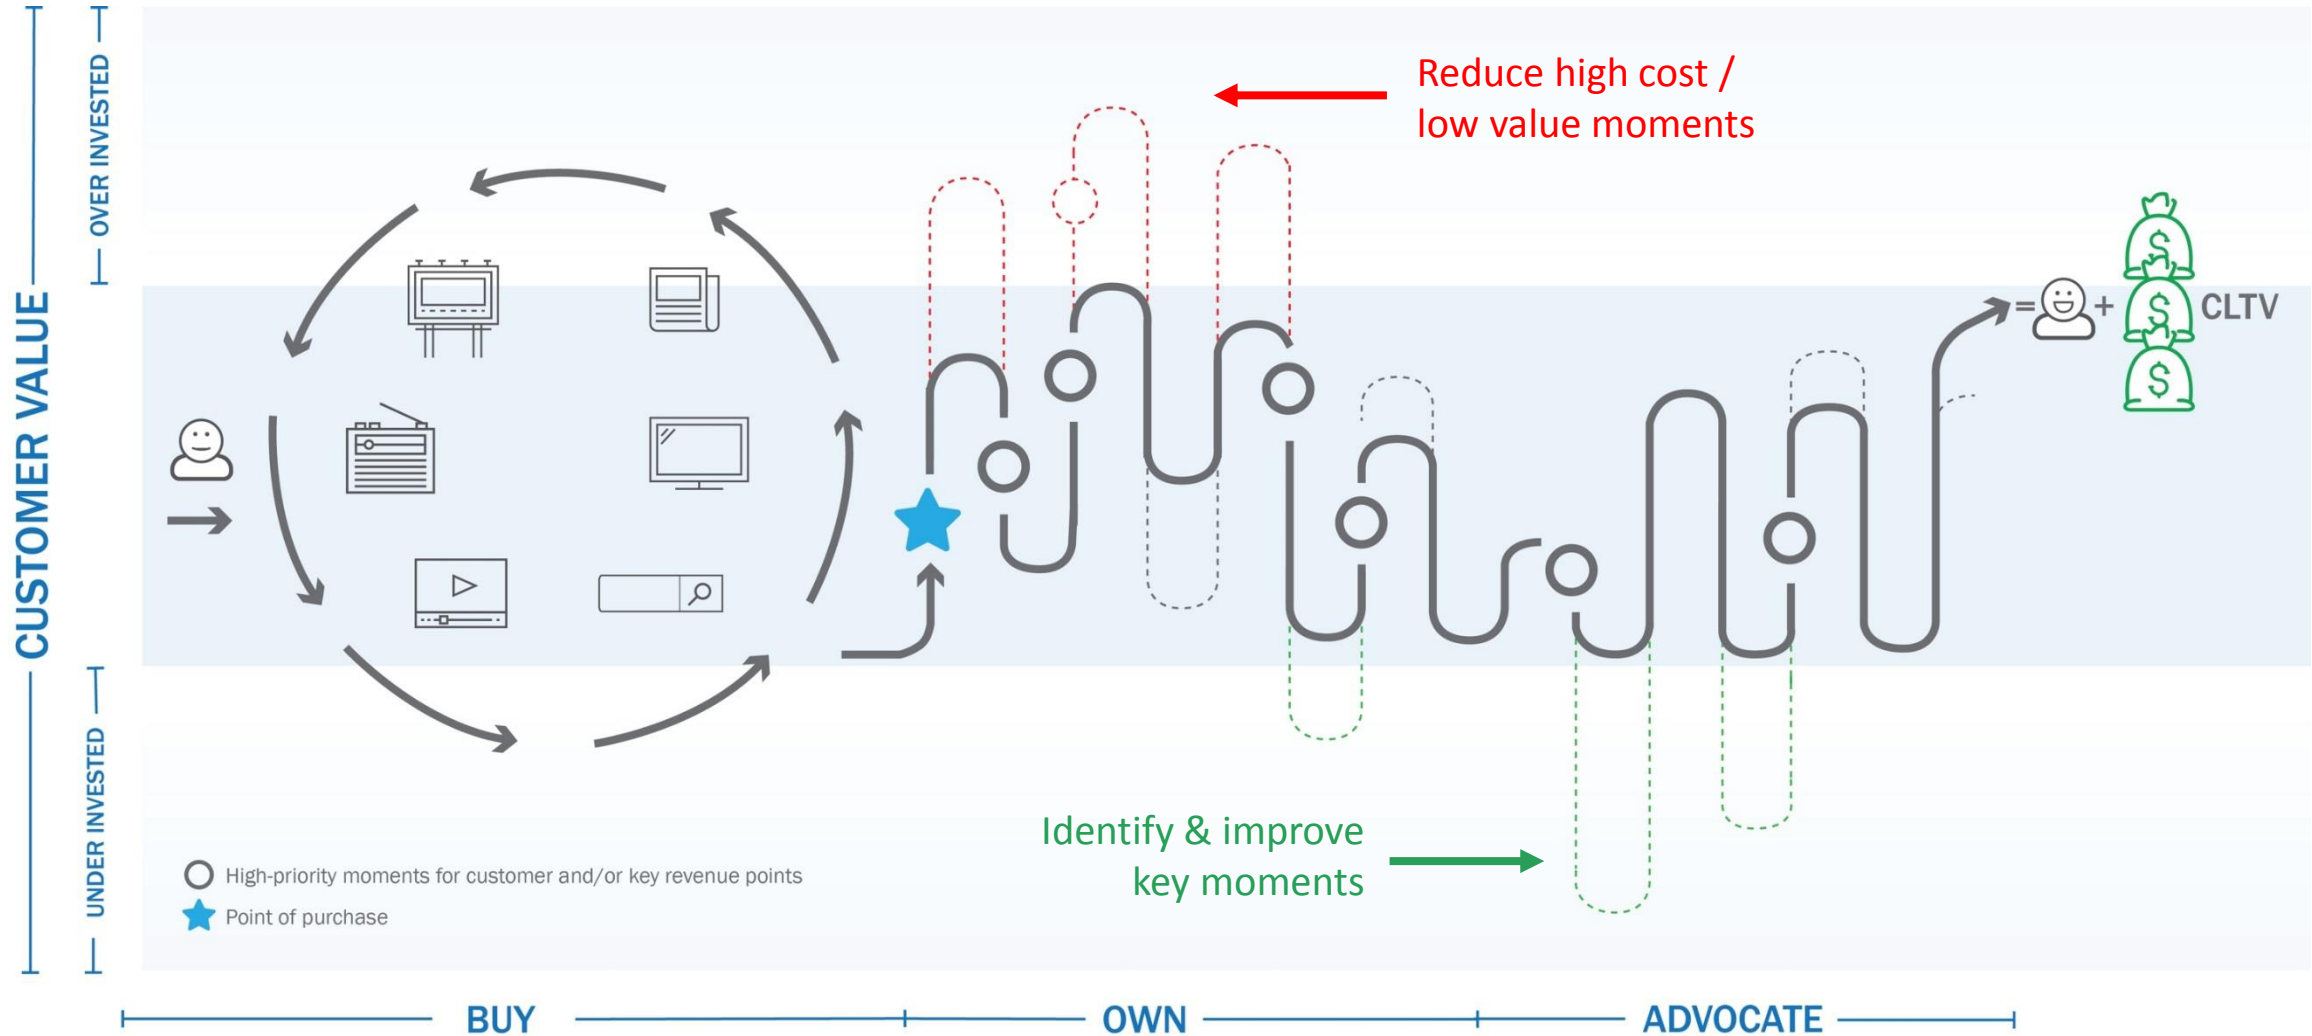 CUSTOMER VALUE
OVER INVESTED
UNDER INVESTED
Reduce high cost /
low value moments
= + CLTV
$
$
$
Identify & improve
key moments
High-priority moments for customer and/or key revenue points
Point of purchase
BUY
OWN
ADVOCATE